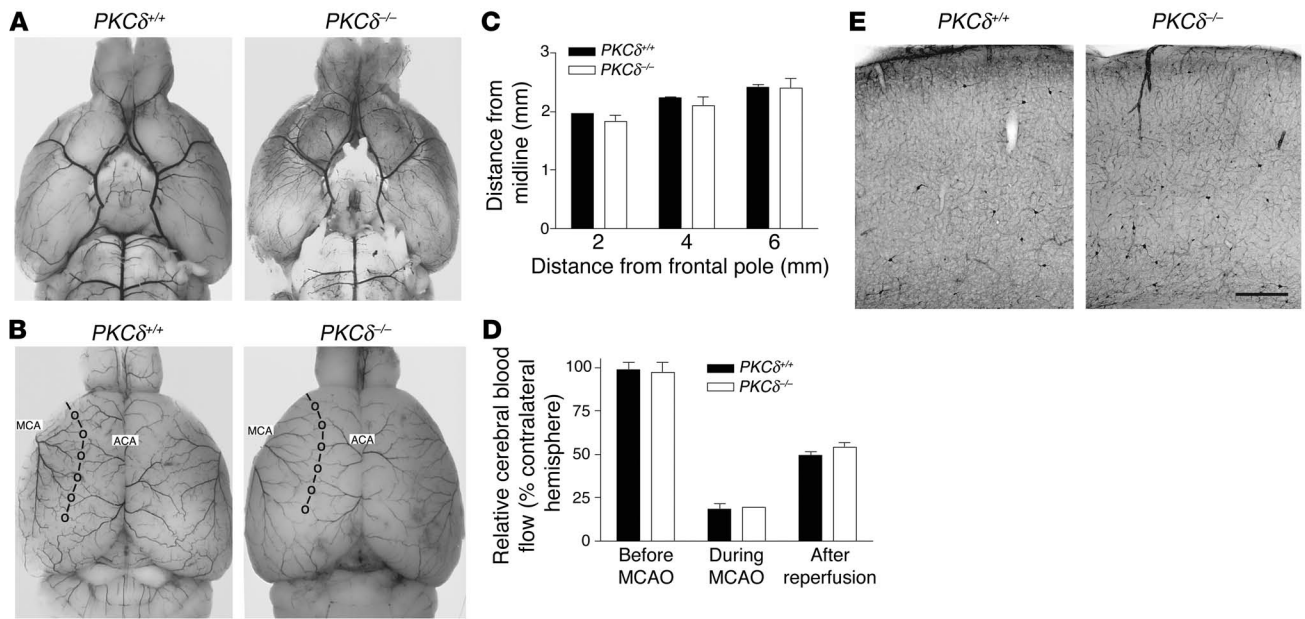 A
PKCδ+/+
PKCδ–/–
B
PKCδ+/+
PKCδ–/–
MCA
ACA
O
O
O
O
O
O
MCA
ACA
O
O
O
O
O
O
O
C
3
2
1
0
Distance from
midline (mm)
PKCδ+/+
PKCδ–/–
2 4 6
Distance from frontal pole (mm)
D
Relative cerebral blood
flow (% contralateral
hemisphere)
100
75
50
25
0
PKCδ+/+
PKCδ–/–
Before
MCAO
During
MCAO
After
reperfusion
E
PKCδ+/+
PKCδ–/–